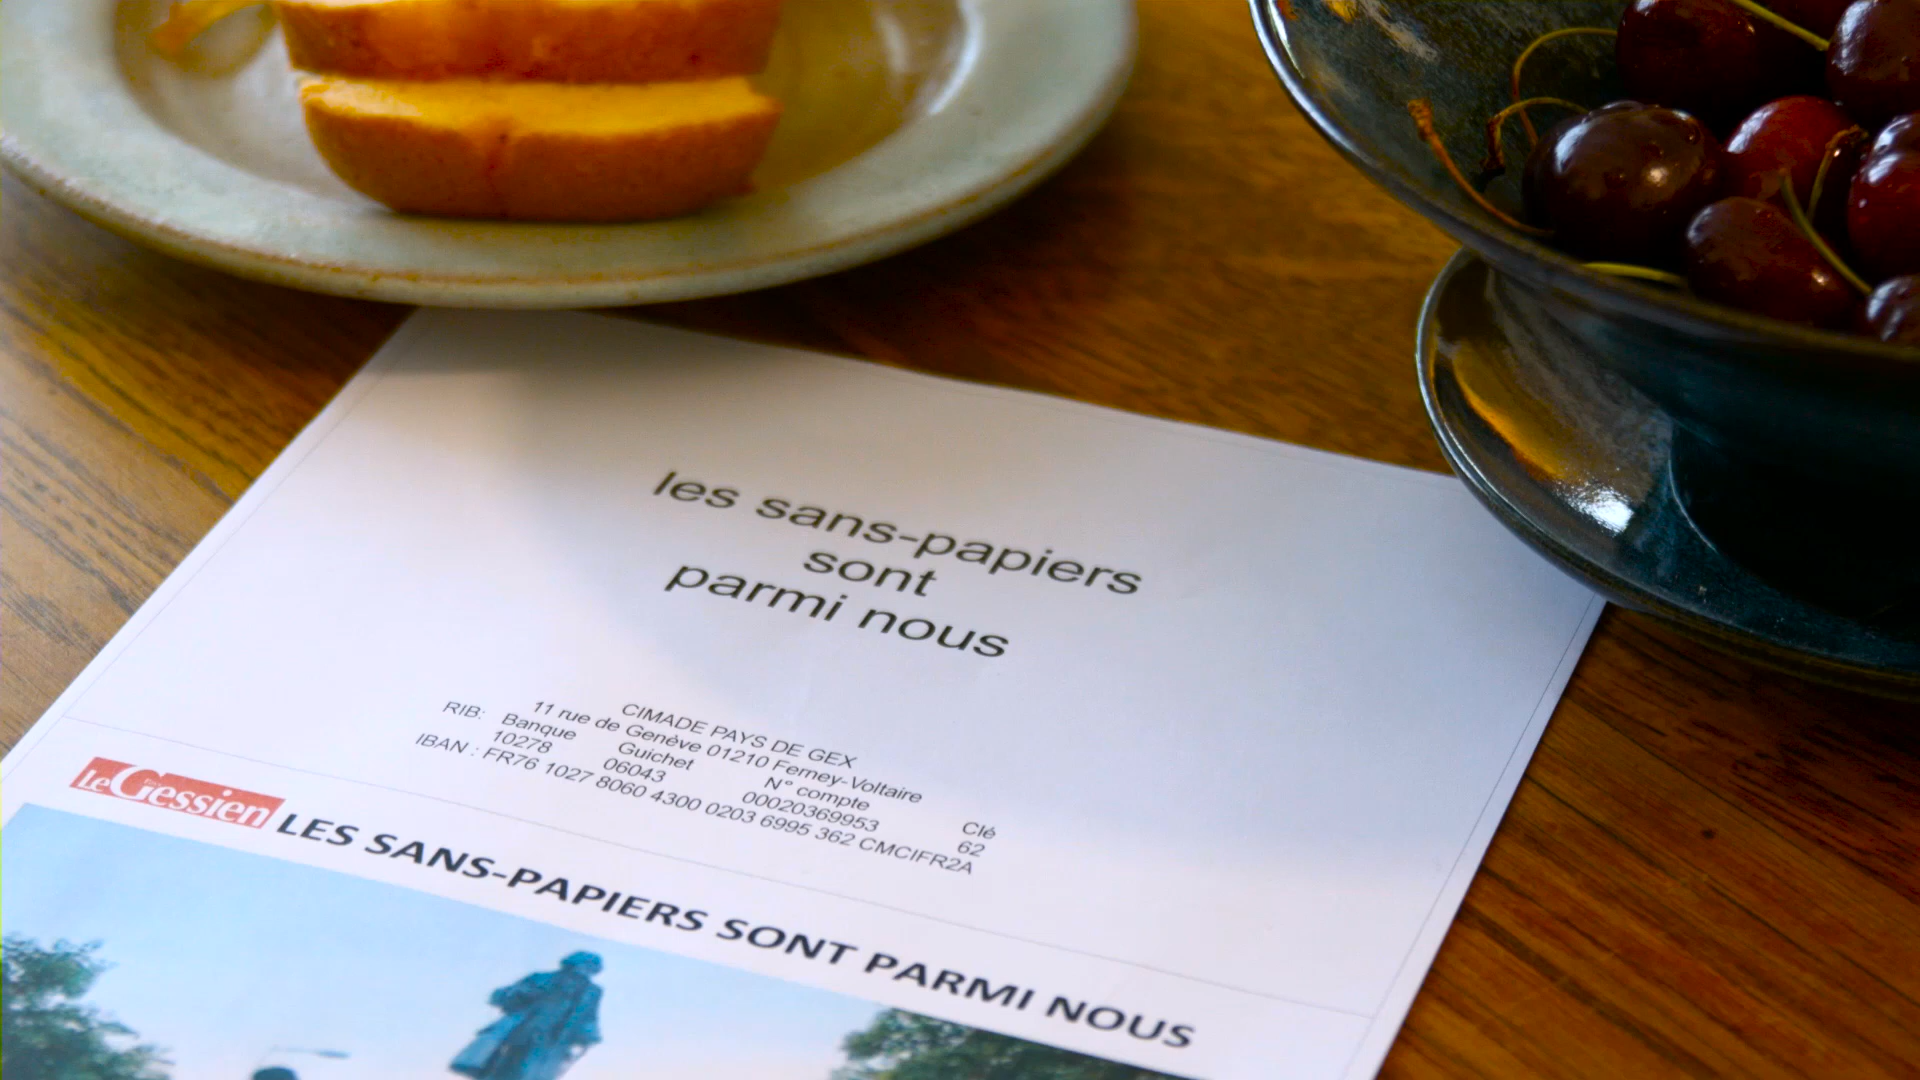 les sans-papiers
sont
parmi nous
CIMADE PAYS DE GEX
11 rue de Genève 01210 Ferney-Voltaire
RIB: Banque Guichet N° compte Clé
10278 06043 00020369953 62
IBAN : FR76 1027 8060 4300 0203 6995 362 CMCIFR2A
le Gessien LES SANS-PAPIERS SONT PARMI NOUS